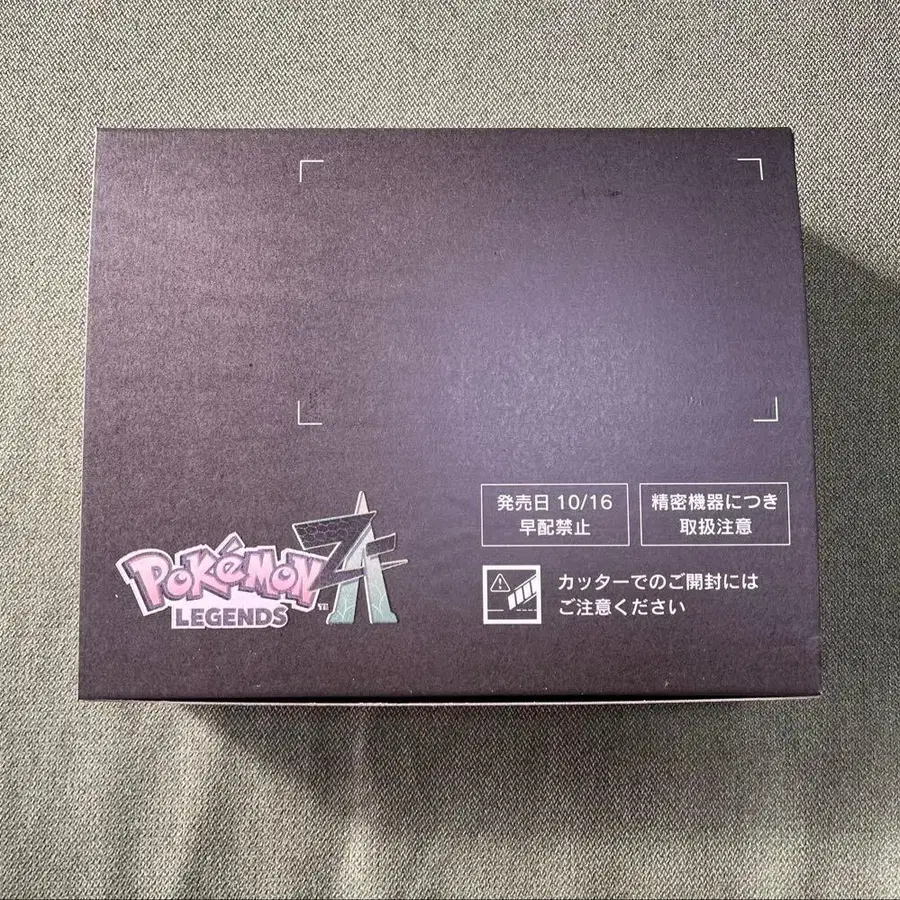 発売日 10/16
早配禁止
精密機器につき
取扱注意
カッターでのご開封には
ご注意ください
POKéMON
LEGENDS
ZA
TM